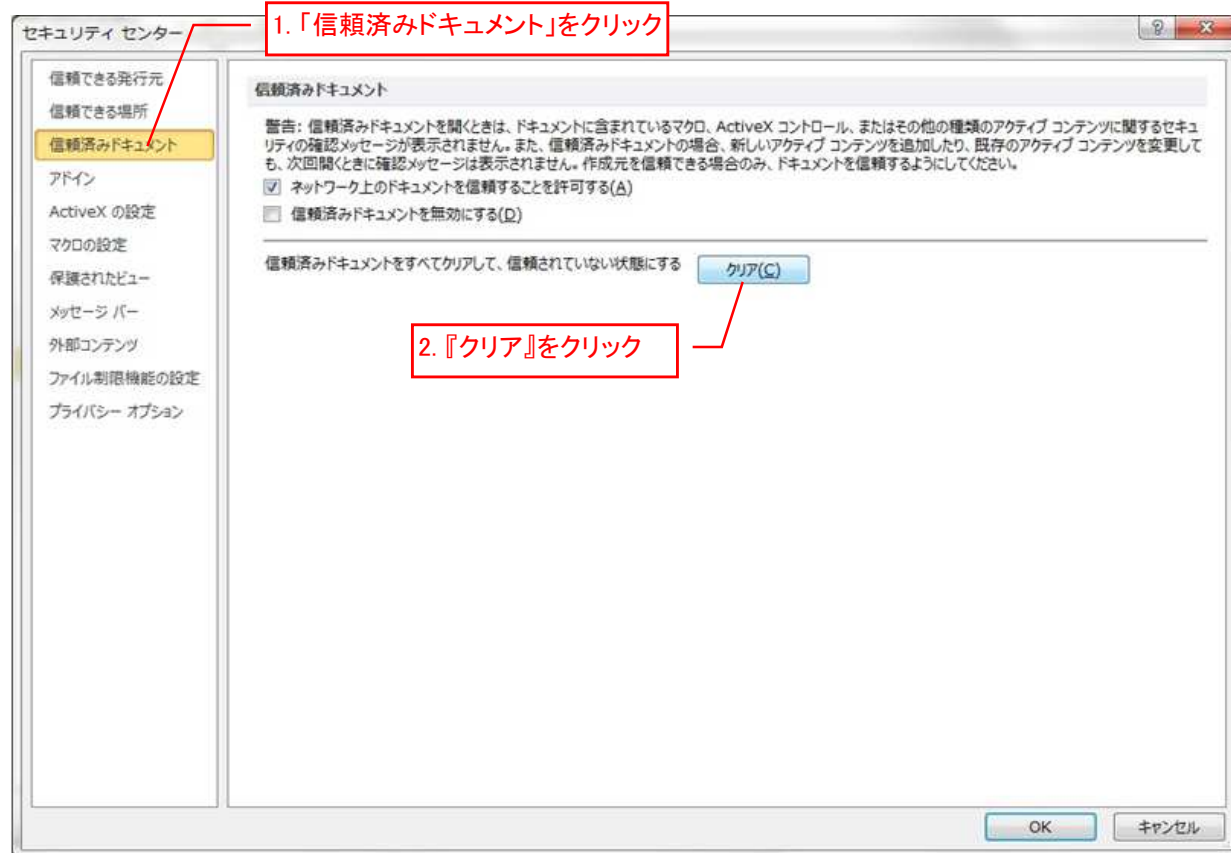 1. 「信頼済みドキュメント」をクリック
セキュリティ センター
信頼できる発行元
信頼できる場所
信頼済みドキュメント
アドイン
ActiveX の設定
マクロの設定
保護されたビュー
メッセージ バー
外部コンテンツ
ファイル制限機能の設定
プライバシー オプション
信頼済みドキュメント
警告: 信頼済みドキュメントを開くときは、ドキュメントに含まれているマクロ、ActiveX コントロール、またはその他の種類のアクティブ コンテンツに関するセキュ
リティの確認メッセージが表示されません。また、信頼済みドキュメントの場合、新しいアクティブ コンテンツを追加したり、既存のアクティブ コンテンツを変更して
も、次回開くときに確認メッセージは表示されません。作成元を信頼できる場合のみ、ドキュメントを信頼するようにしてください。
ネットワーク上のドキュメントを信頼することを許可する(A)
信頼済みドキュメントを無効にする(D)
信頼済みドキュメントをすべてクリアして、信頼されていない状態にする
クリア(C)
2. 『クリア』をクリック
OK
キャンセル